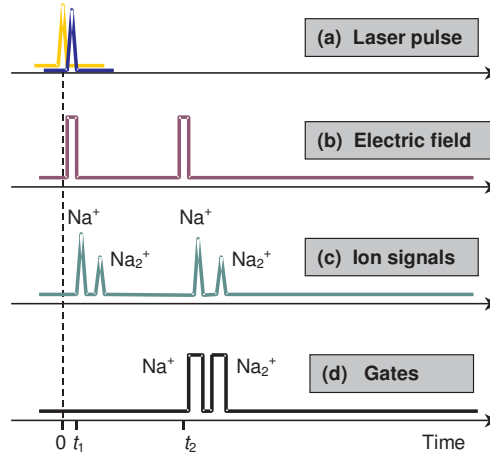 (a) Laser pulse
(b) Electric field
Na⁺ Na⁺
Na₂⁺ Na₂⁺
(c) Ion signals
Na⁺ Na₂⁺
(d) Gates
0 t₁ t₂ Time